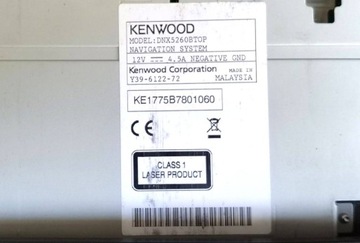 KENWOOD
MODEL:DNX5260BTOP
NAVIGATION SYSTEM
12V ⎓ 4.5A NEGATIVE GND
Kenwood Corporation MADE IN
Y39-6122-72 MALAYSIA
KE1775B7801060
CE
CLASS 1
LASER PRODUCT